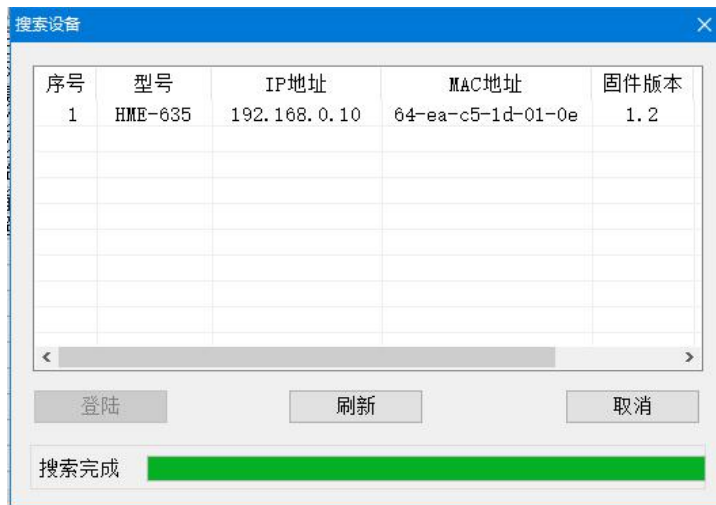 搜索设备
序号 型号 IP地址 MAC地址 固件版本
1 HME-635 192.168.0.10 64-ea-c5-1d-01-0e 1.2
登陆 刷新 取消
搜索完成